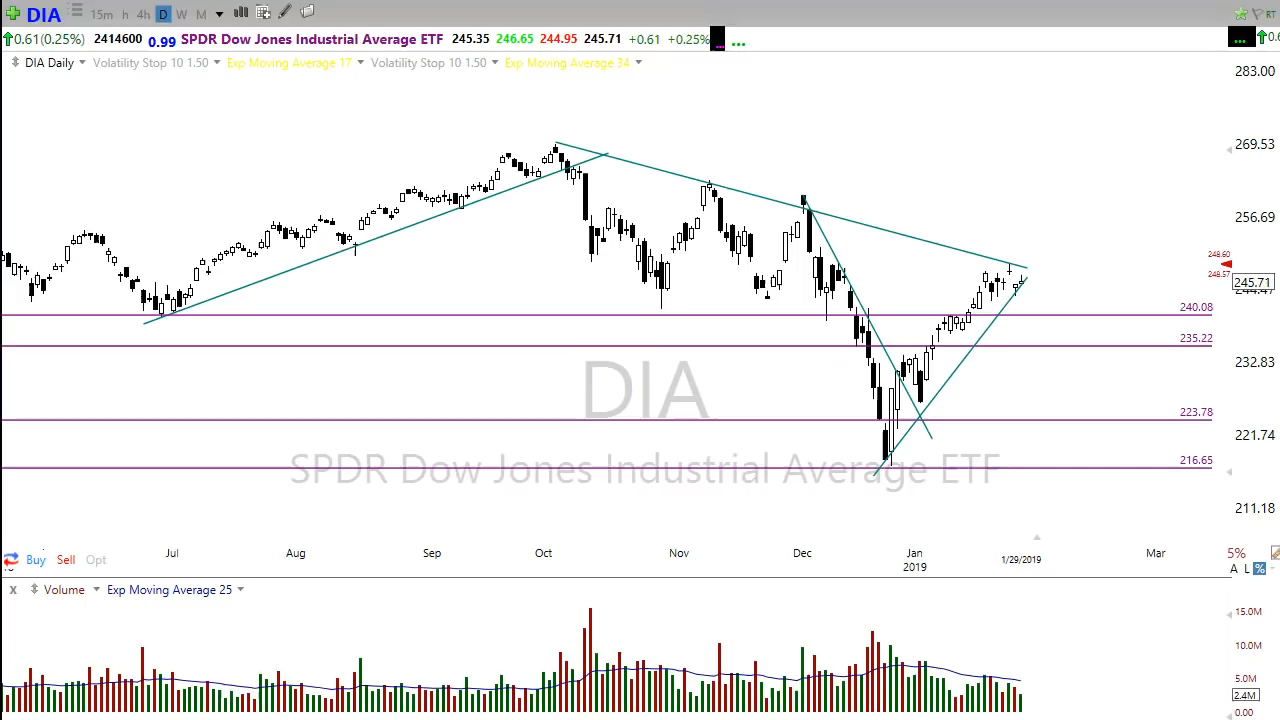 DIA 15m h 4h D W M RT
0.61(0.25%) 2414600 0.99 SPDR Dow Jones Industrial Average ETF 245.35 246.65 244.95 245.71 +0.61 +0.25% ... ... ...
DIA Daily Volatility Stop 10 1.50 Exp Moving Average 17 Volatility Stop 10 1.50 Exp Moving Average 34
283.00
269.53
256.69
248.60
248.57
245.71
240.08
235.22
232.83
DIA
223.78
221.74
SPDR Dow Jones Industrial Average ETF
216.65
211.18
Jul Aug Sep Oct Nov Dec Jan Mar
Buy Sell Opt 2019 1/29/2019 5%
A L %
X Volume Exp Moving Average 25
15.0M
10.0M
5.0M
2.4M
0.00